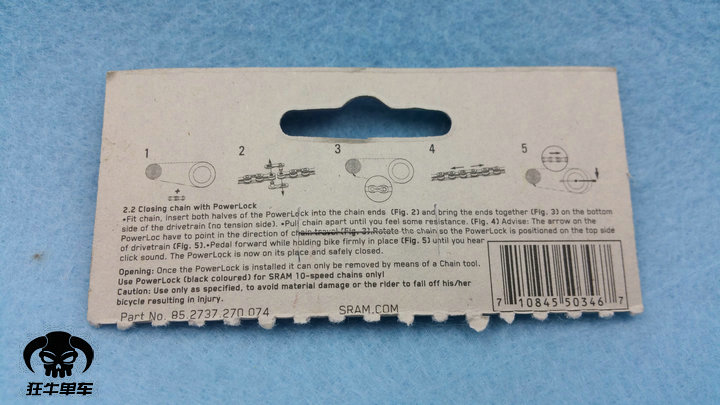 1 2 3 4 5
2.2 Closing chain with PowerLock
•Fit chain, insert both halves of the PowerLock into the chain ends (Fig. 2) and bring the ends together (Fig. 3) on the bottom
side of the drivetrain (no tension side). •Pull chain apart until you feel some resistance. (Fig. 4) Advise: The arrow on the
PowerLoc have to point in the direction of chain travel (Fig. 3).Rotate the chain so the PowerLock is positioned on the top side
of drivetrain (Fig. 5).•Pedal forward while holding bike firmly in place (Fig. 5) until you hear
click sound. The PowerLock is now on its place and safely closed.
Opening: Once the PowerLock is installed it can only be removed by means of a Chain tool.
Use PowerLock (black coloured) for SRAM 10-speed chains only!
Caution: Use only as specified, to avoid material damage or the rider to fall off his/her
bicycle resulting in injury.
Part No. 85.2737.270 074 SRAM.COM
7 10845 50346 7
狂牛单车